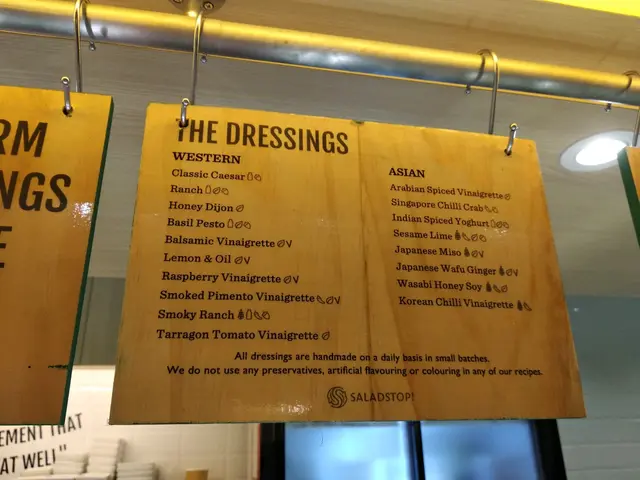 RM
NGS
THE DRESSINGS
WESTERN
Classic Caesar
Ranch
Honey Dijon
Basil Pesto
Balsamic Vinaigrette V
Lemon & Oil V
Raspberry Vinaigrette V
Smoked Pimento Vinaigrette V
Smoky Ranch
Tarragon Tomato Vinaigrette
ASIAN
Arabian Spiced Vinaigrette
Singapore Chilli Crab
Indian Spiced Yoghurt
Sesame Lime
Japanese Miso V
Japanese Wafu Ginger V
Wasabi Honey Soy
Korean Chilli Vinaigrette
All dressings are handmade on a daily basis in small batches.
We do not use any preservatives, artificial flavouring or colouring in any of our recipes.
SALADSTOP!
EMENT THAT
AT WELL"